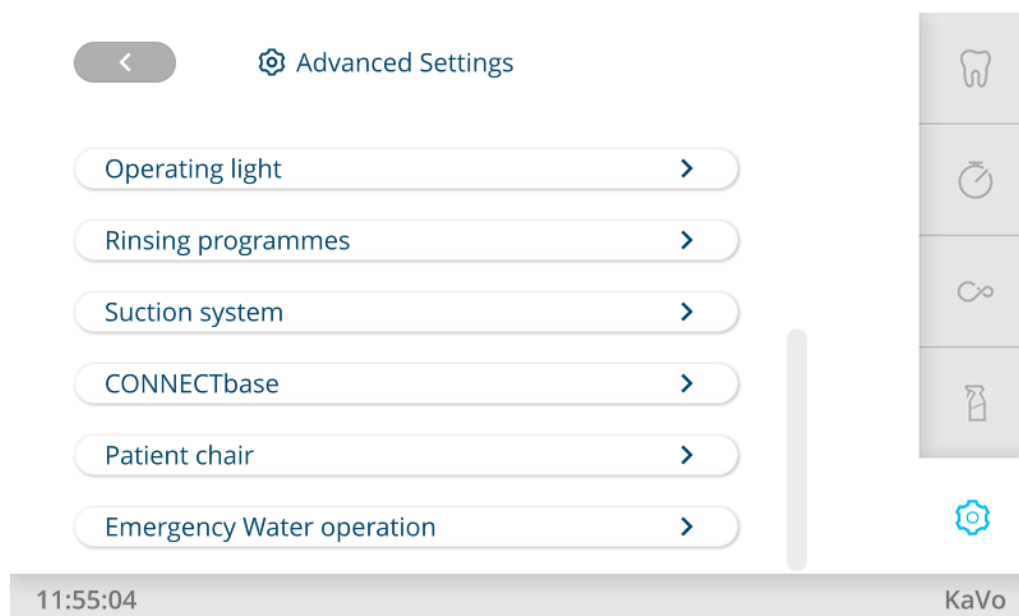 Advanced Settings
Operating light
Rinsing programmes
Suction system
CONNECTbase
Patient chair
Emergency Water operation
11:55:04
KaVo